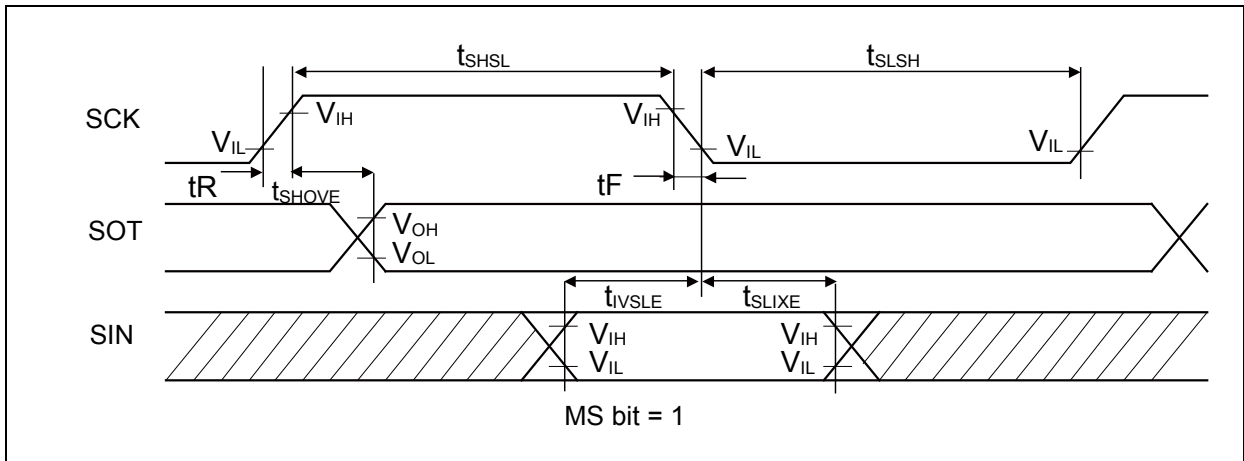 tSHSL
tSLSH
SCK
VIH
VIH
VIL
VIL
VIL
tR
tSHOVE
tF
SOT
VOH
VOL
tIVSLE
tSLIXE
SIN
VIH
VIH
VIL
VIL
MS bit = 1